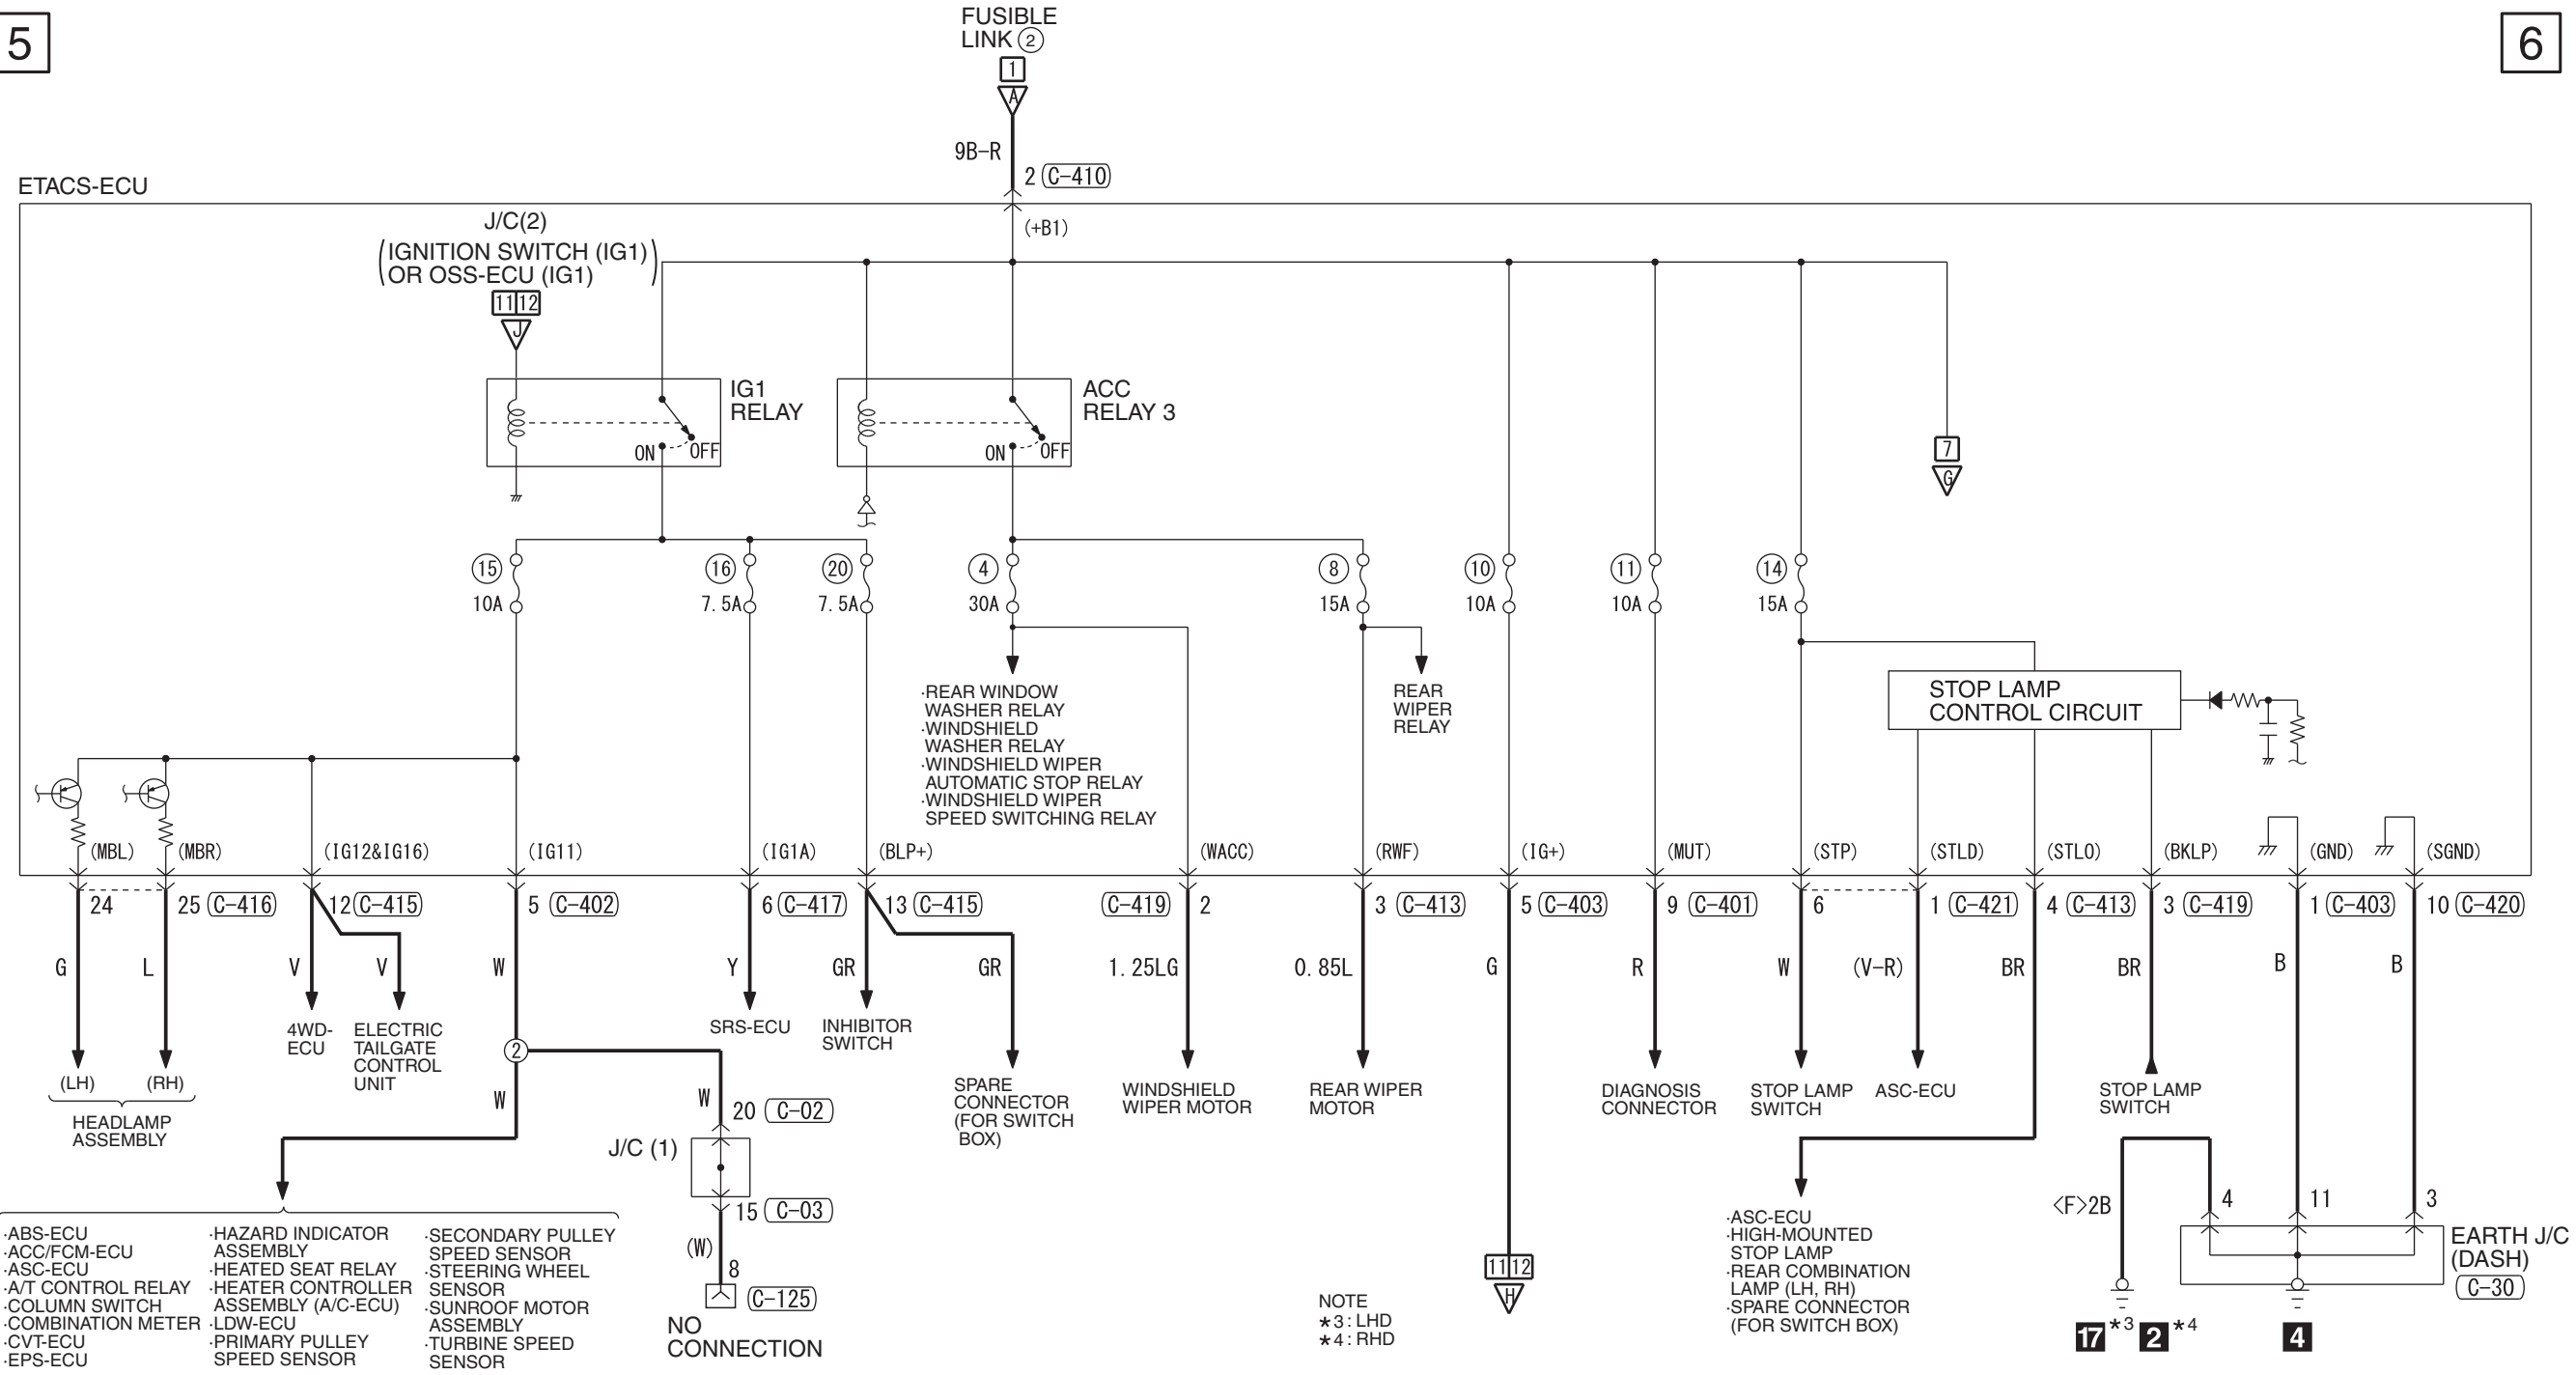 5
6
FUSIBLE
LINK 2
1
A
9B-R
2 C-410
ETACS-ECU
(+B1)
J/C(2)
(IGNITION SWITCH (IG1)
OR OSS-ECU (IG1))
11 12
J
IG1
RELAY
ON OFF
ACC
RELAY 3
ON OFF
7
G
15
10A
16
7.5A
20
7.5A
4
30A
8
15A
10
10A
11
10A
14
15A
·REAR WINDOW
WASHER RELAY
·WINDSHIELD
WASHER RELAY
·WINDSHIELD WIPER
AUTOMATIC STOP RELAY
·WINDSHIELD WIPER
SPEED SWITCHING RELAY
REAR
WIPER
RELAY
STOP LAMP
CONTROL CIRCUIT
(MBL) (MBR) (IG12&IG16) (IG11) (IG1A) (BLP+) (WACC) (RWF) (IG+) (MUT) (STP) (STLD) (STLO) (BKLP) (GND) (SGND)
24 25 C-416 12 C-415 5 C-402 6 C-417 13 C-415 C-419 2 3 C-413 5 C-403 9 C-401 6 1 C-421 4 C-413 3 C-419 1 C-403 10 C-420
G L V V W Y GR GR 1.25LG 0.85L G R W (V-R) BR BR B B
(LH) (RH)
HEADLAMP
ASSEMBLY
4WD-
ECU
ELECTRIC
TAILGATE
CONTROL
UNIT
2
W
W
SRS-ECU
INHIBITOR
SWITCH
SPARE
CONNECTOR
(FOR SWITCH
BOX)
WINDSHIELD
WIPER MOTOR
REAR WIPER
MOTOR
DIAGNOSIS
CONNECTOR
STOP LAMP
SWITCH
ASC-ECU
STOP LAMP
SWITCH
20 C-02
J/C (1)
15 C-03
(W)
8
C-125
NO
CONNECTION
·ABS-ECU
·ACC/FCM-ECU
·ASC-ECU
·A/T CONTROL RELAY
·COLUMN SWITCH
·COMBINATION METER
·CVT-ECU
·EPS-ECU
·HAZARD INDICATOR
ASSEMBLY
·HEATED SEAT RELAY
·HEATER CONTROLLER
ASSEMBLY (A/C-ECU)
·LDW-ECU
·PRIMARY PULLEY
SPEED SENSOR
·SECONDARY PULLEY
SPEED SENSOR
·STEERING WHEEL
SENSOR
·SUNROOF MOTOR
ASSEMBLY
·TURBINE SPEED
SENSOR
NOTE
*3: LHD
*4: RHD
11 12
H
·ASC-ECU
·HIGH-MOUNTED
STOP LAMP
·REAR COMBINATION
LAMP (LH, RH)
·SPARE CONNECTOR
(FOR SWITCH BOX)
<F>2B
4 11 3
EARTH J/C
(DASH)
C-30
17 *3 2 *4 4